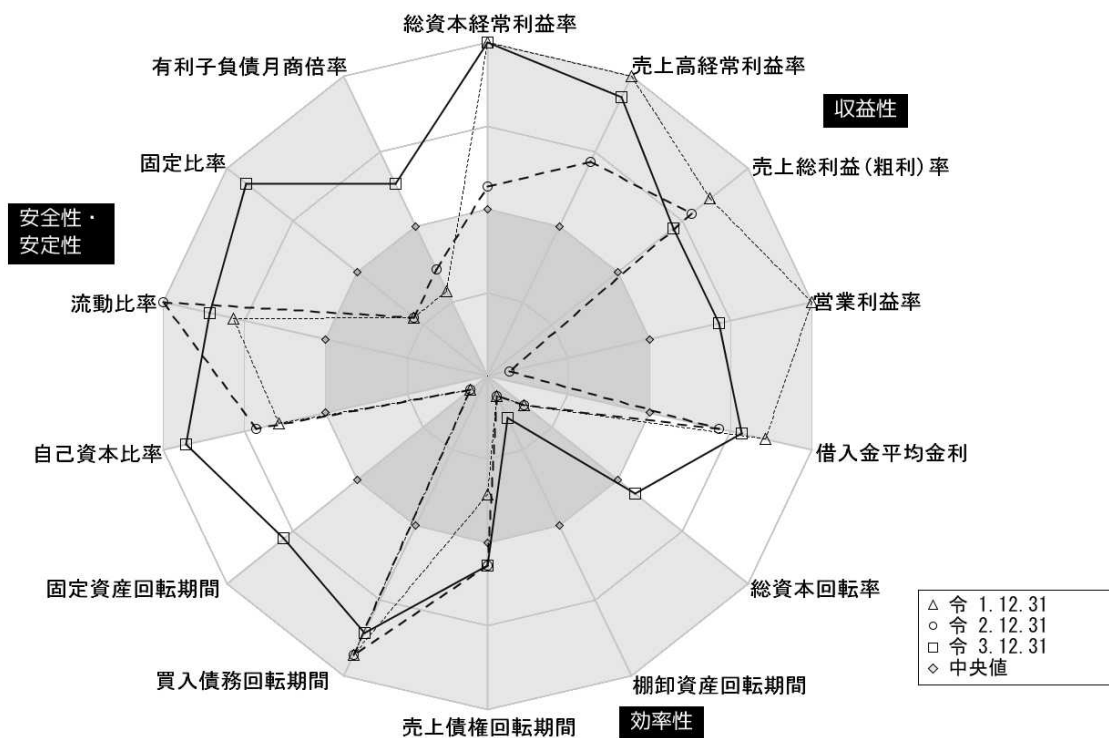 総資本経常利益率
有利子負債月商倍率
売上高経常利益率
収益性
固定比率
売上総利益(粗利)率
安全性・
安定性
流動比率
営業利益率
自己資本比率
借入金平均金利
固定資産回転期間
総資本回転率
買入債務回転期間
棚卸資産回転期間
売上債権回転期間
効率性
令 1.12.31
令 2.12.31
令 3.12.31
中央値